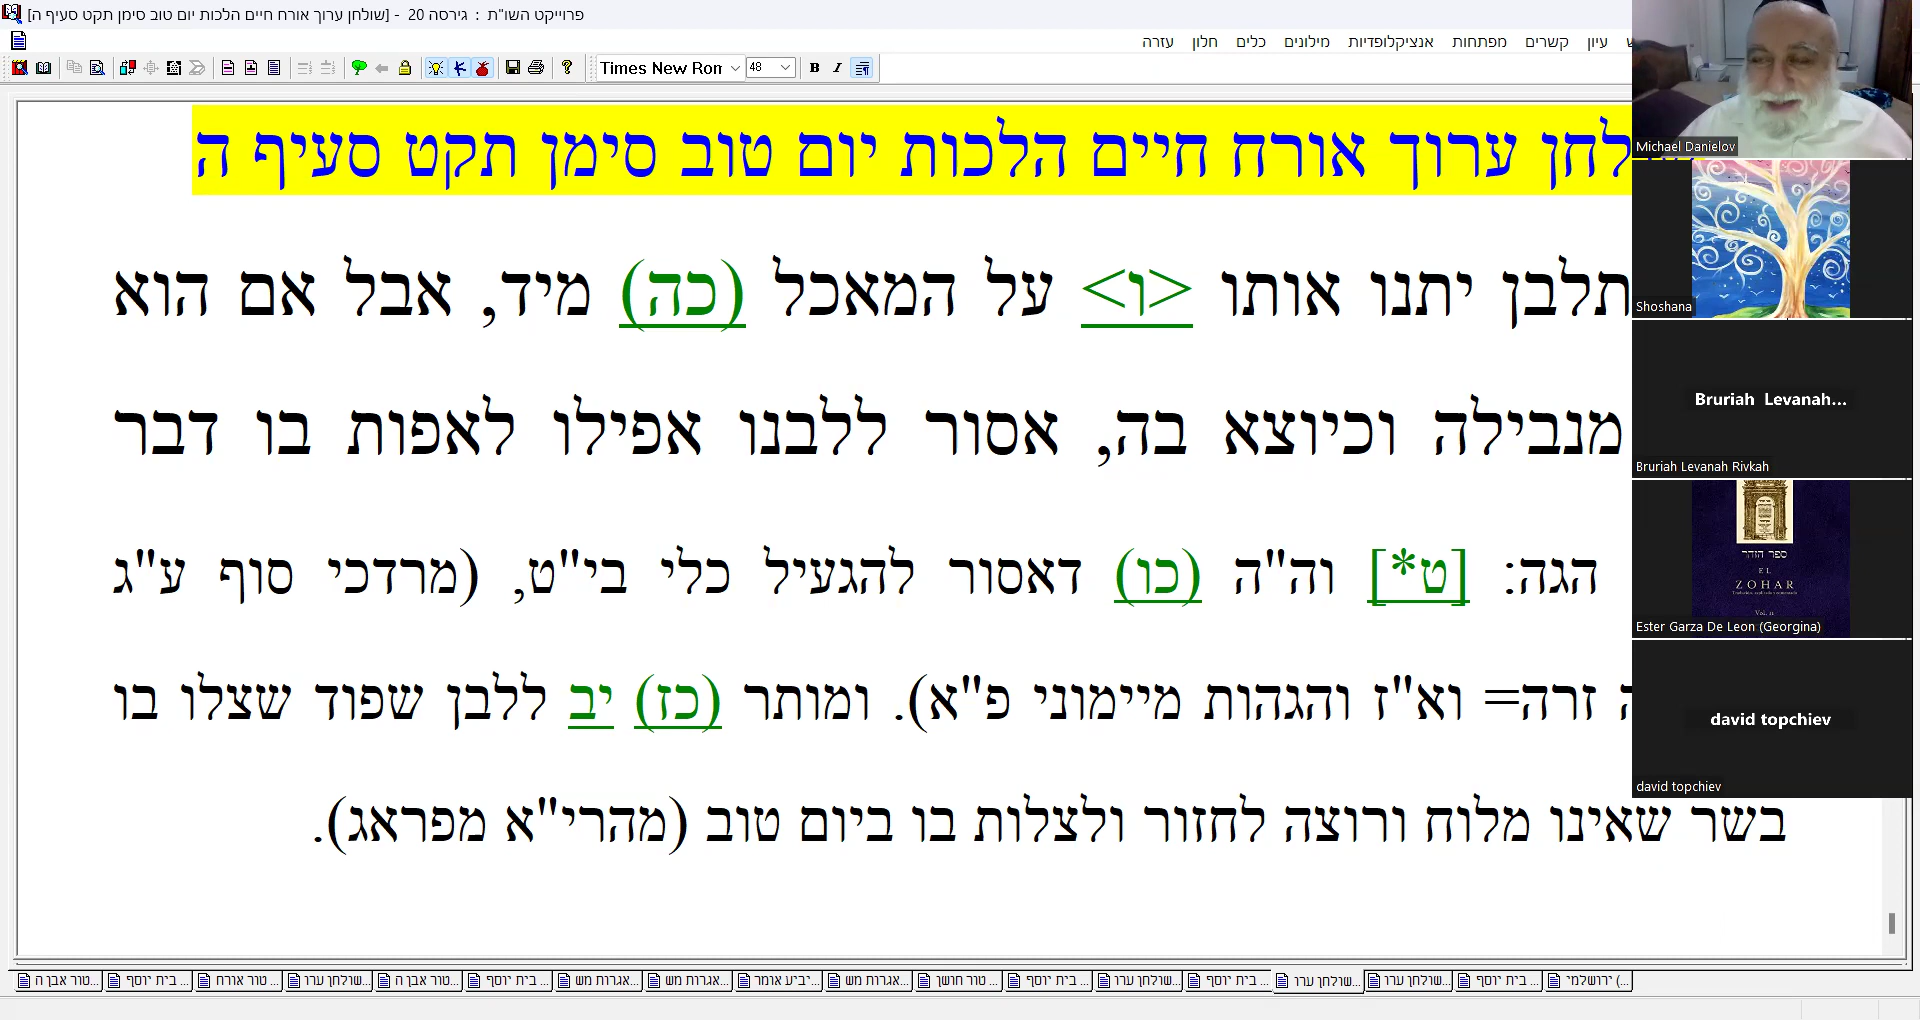 פרוייקט השו"ת : גירסה 20 - [שולחן ערוך אורח חיים הלכות יום טוב סימן תקט סעיף ה]
עיון קשרים מפתחות אנציקלופדיות מילונים כלים חלון עזרה
Times New Ron 48 B I
לחן ערוך אורח חיים הלכות יום טוב סימן תקט סעיף ה
תלבן יתנו אותו <ו> על המאכל (כה) מיד, אבל אם הוא
מנבילה וכיוצא בה, אסור ללבנו אפילו לאפות בו דבר
הגה: [ט*] וה"ה (כו) דאסור להגעיל כלי בי"ט, (מרדכי סוף ע"ג
ה זרה= וא"ז והגהות מיימוני פ"א). ומותר (כז) יב ללבן שפוד שצלו בו
בשר שאינו מלוח ורוצה לחזור ולצלות בו ביום טוב (מהרי"א מפראג).
Michael Danielov
Shoshana
Bruriah Levanah...
Bruriah Levanah Rivkah
ספר הזהר
EL
ZOHAR
Vol. II
Ester Garza De Leon (Georgina)
david topchiev
david topchiev
ירושלמי (... בית יוסף ... שולחן ערו... שולחן ערו... בית יוסף ... שולחן ערו... בית יוסף ... טור חושן ... אגרות מש... יביע אומר... אגרות מש... אגרות מש... בית יוסף ... טור אבן ה... שולחן ערו... טור אורח ... בית יוסף ... טור אבן ה...